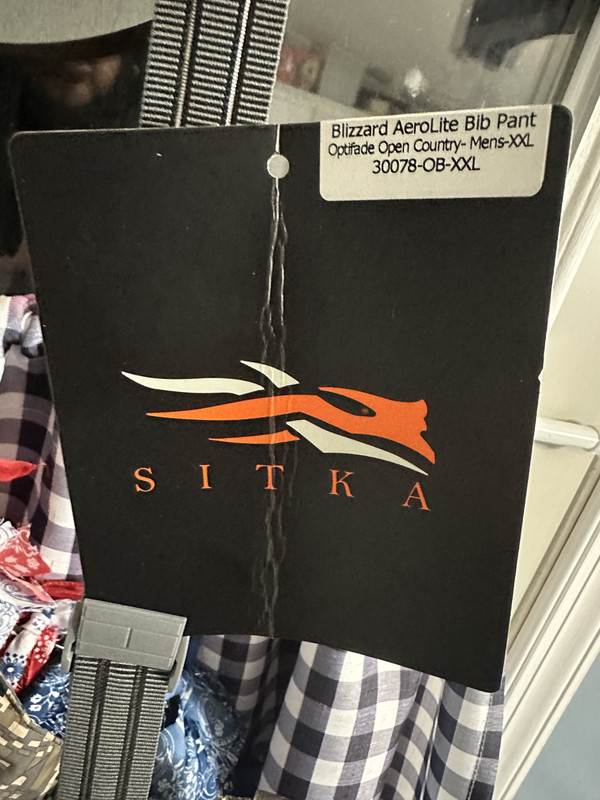 Blizzard AeroLite Bib Pant
Optifade Open Country- Mens-XXL
30078-OB-XXL
SITKA